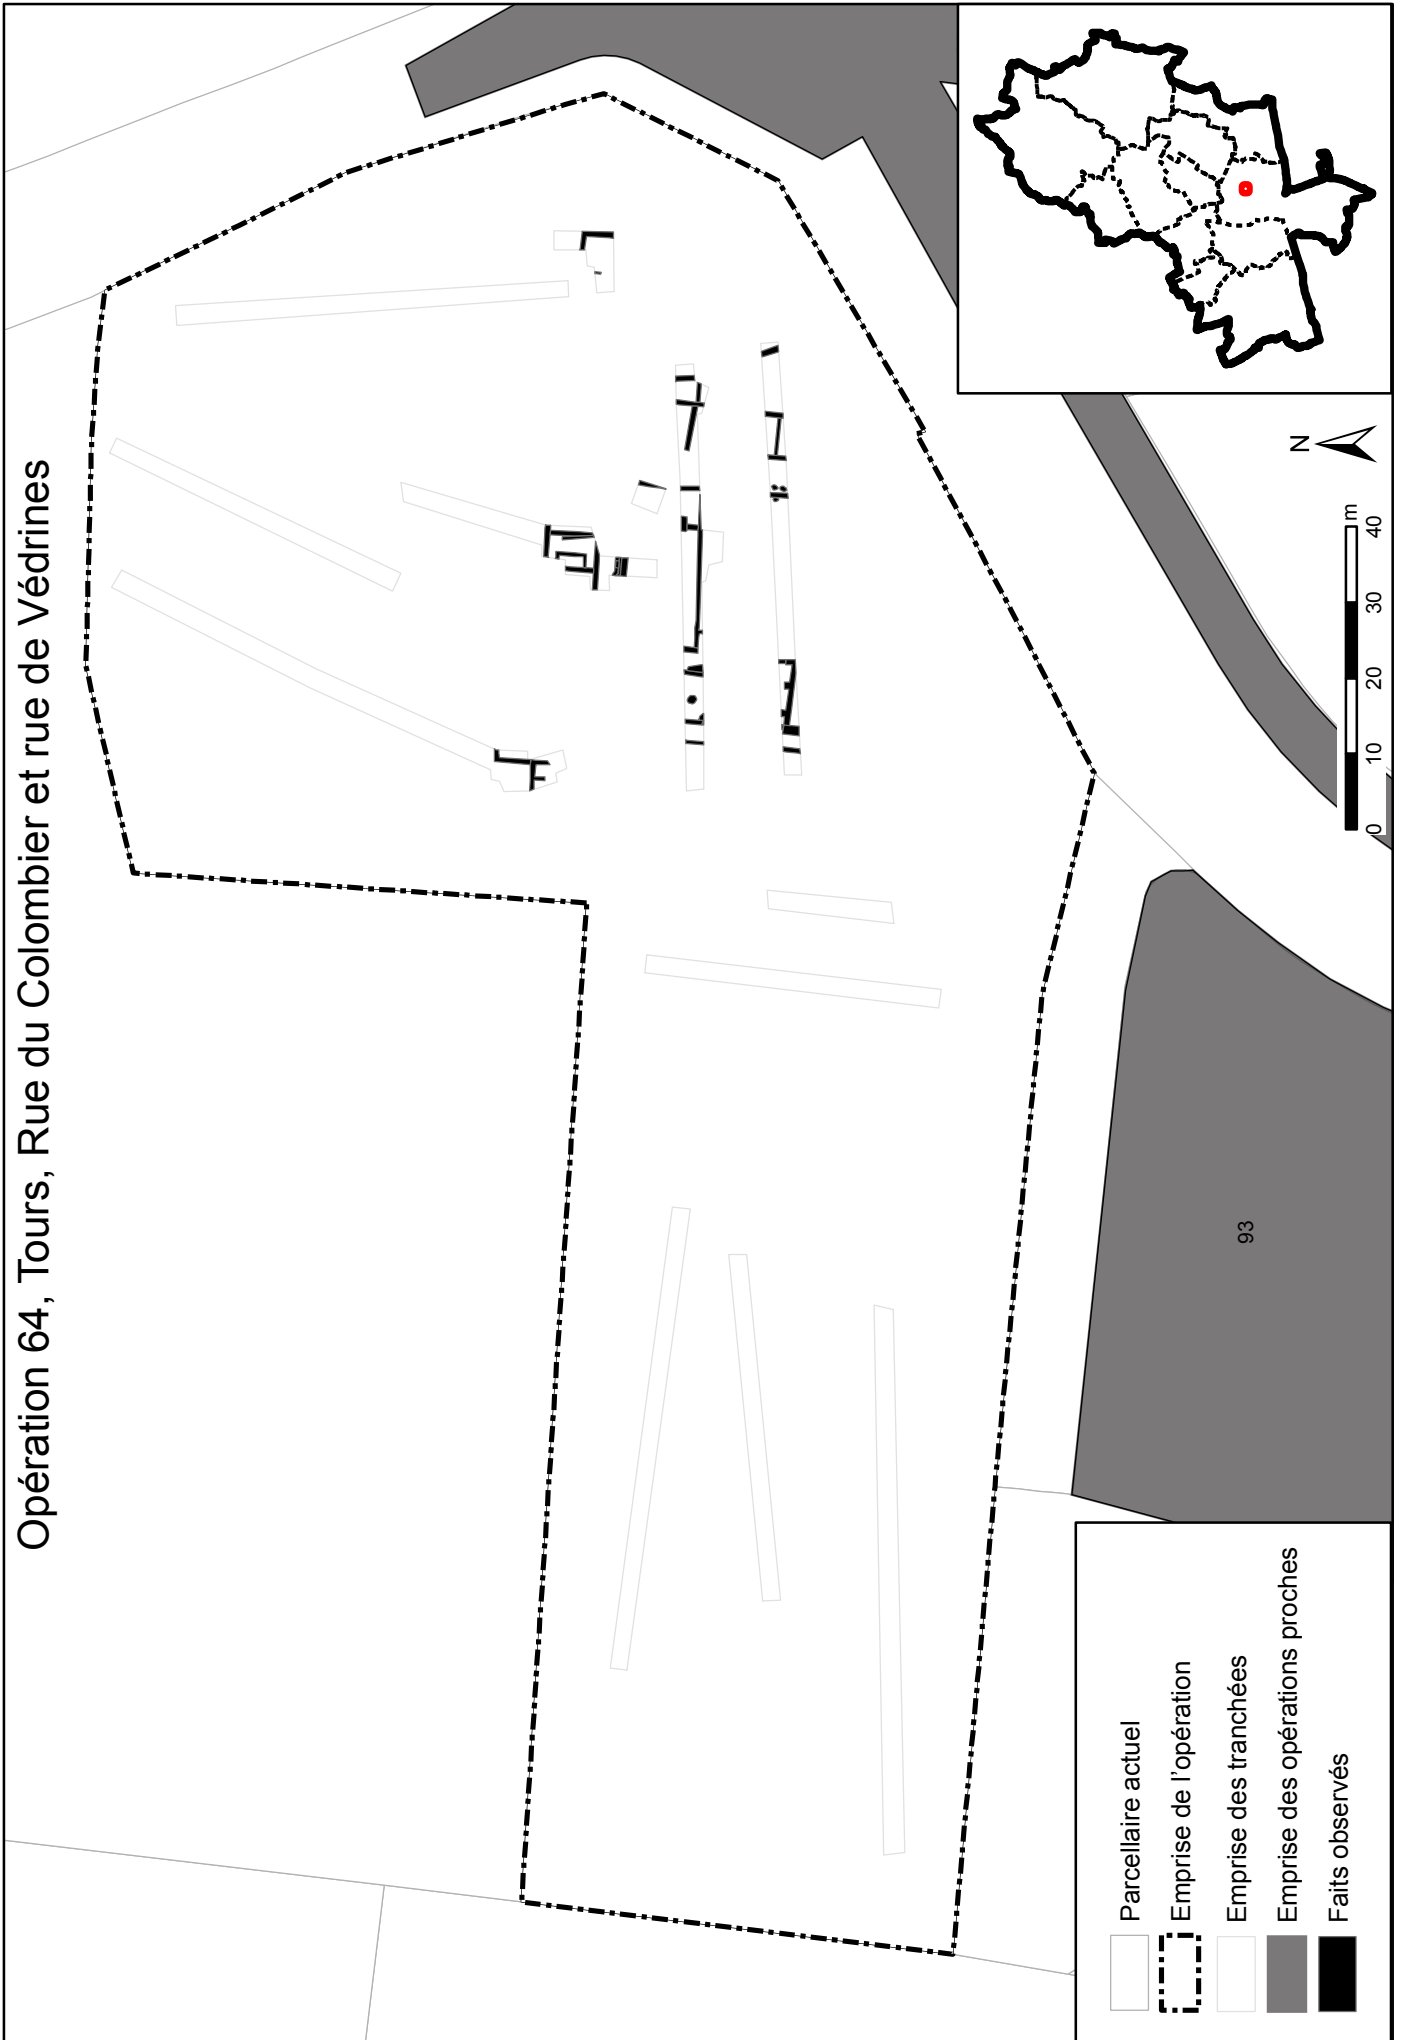 Opération 64, Tours, Rue du Colombier et rue de Védrines
93
Parcellaire actuel
Emprise de l'opération
Emprise des tranchées
Emprise des opérations proches
Faits observés
N
0 10 20 30 40
m